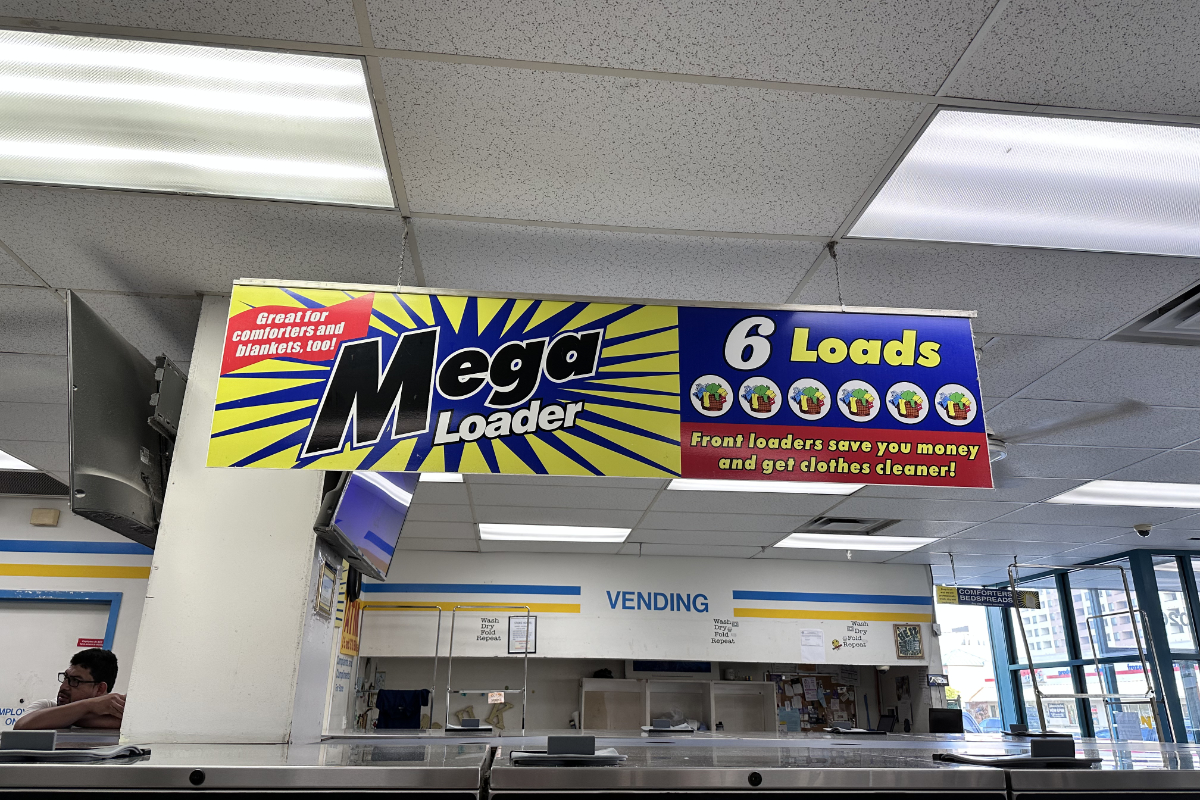 Great for
comforters and
blankets, too!
Mega
Loader
6 Loads
Front loaders save you money
and get clothes cleaner!
VENDING
Wash
Dry
Fold
Repeat
Wash
Dry
Fold
Repeat
Wash
Dry
Fold
Repeat
COMFORTERS
BEDSPREADS